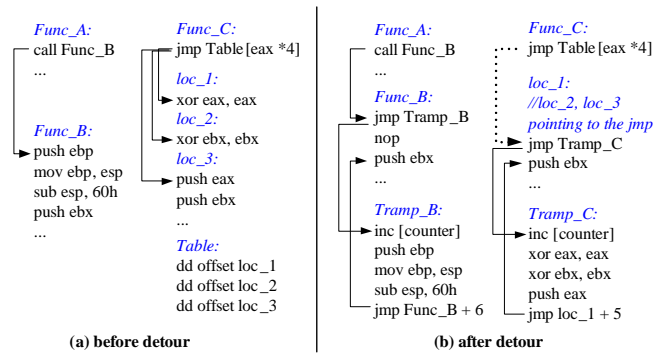 Func_A:
call Func_B
...
Func_B:
push ebp
mov ebp, esp
sub esp, 60h
push ebx
...
Func_C:
jmp Table[eax *4]
loc_1:
xor eax, eax
loc_2:
xor ebx, ebx
loc_3:
push eax
push ebx
...
Table:
dd offset loc_1
dd offset loc_2
dd offset loc_3
(a) before detour
Func_A:
call Func_B
...
Func_B:
jmp Tramp_B
nop
push ebx
...
Tramp_B:
inc [counter]
push ebp
mov ebp, esp
sub esp, 60h
jmp Func_B + 6
Func_C:
jmp Table[eax *4]
loc_1:
//loc_2, loc_3
pointing to the jmp
jmp Tramp_C
push ebx
...
Tramp_C:
inc [counter]
xor eax, eax
xor ebx, ebx
push eax
jmp loc_1 + 5
(b) after detour